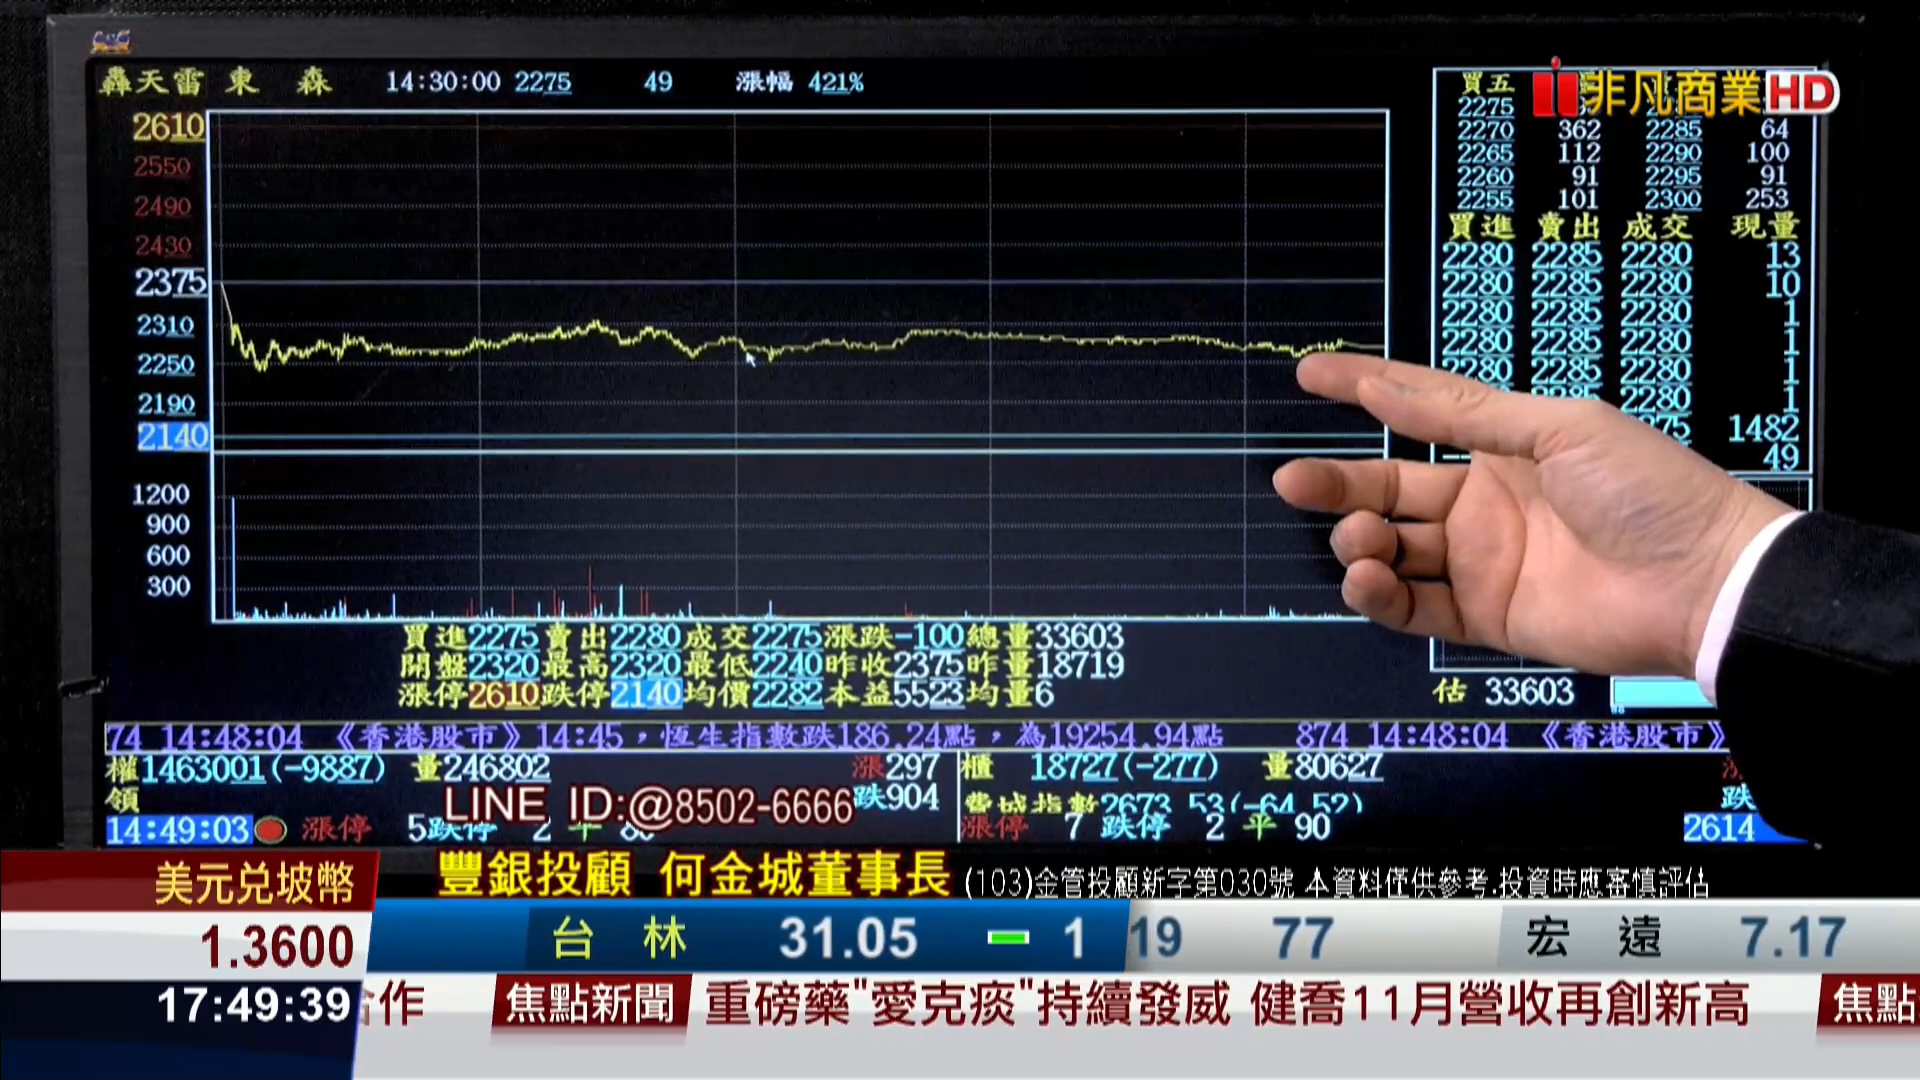 轟天雷 東 森 14:30:00 2275 49 漲幅 421%
非凡商業HD
2610
2550
2490
2430
2375
2310
2250
2190
2140
1200
900
600
300
買五
2275
2270 362 2285 64
2265 112 2290 100
2260 91 2295 91
2255 101 2300 253
買進 賣出 成交 現量
2280 2285 2280 13
2280 2285 2280 10
2280 2285 2280 1
2280 2285 2280 1
2280 2285 2280 1
2280 1
1482
49
買進2275賣出2280成交2275漲跌-100總量33603
開盤2320最高2320最低2240昨收2375昨量18719
漲停2610跌停2140均價2282本益5523均量6
估 33603
74 14:48:04 《香港股市》14:45,恆生指數跌186.24點,為19254.94點 874 14:48:04 《香港股市》
權1463001(-9887) 量246802 漲297 櫃 18727(-277) 量80627
領 跌904 費城指數2673.53(-64.52) 跌
14:49:03 漲停 5跌停 2 平 漲停 7 跌停 2 平 90 2614
LINE ID:@8502-6666
豐銀投顧 何金城董事長 (103)金管投顧新字第030號 本資料僅供參考.投資時應審慎評估
美元兌坡幣
1.3600
台 林 31.05 1 19 77 宏 遠 7.17
17:49:39
合作 焦點新聞 重磅藥"愛克痰"持續發威 健喬11月營收再創新高 焦點